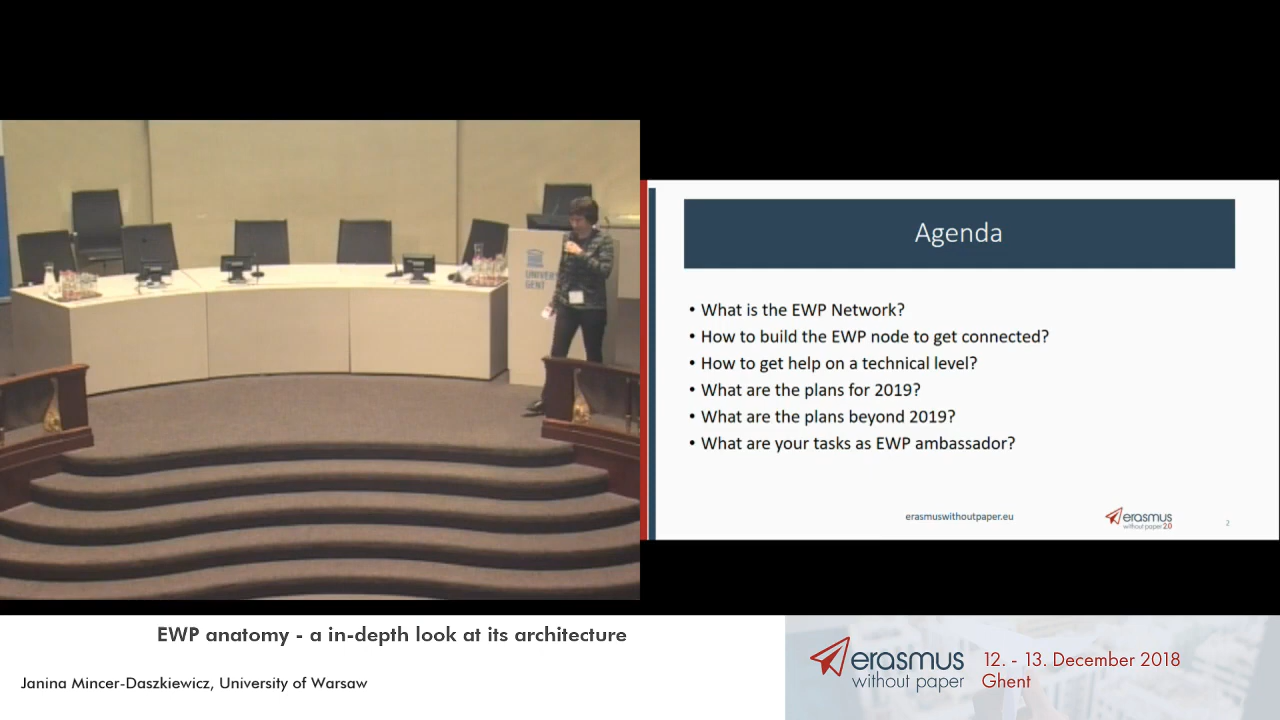 UNIVER
GENT
Agenda
• What is the EWP Network?
• How to build the EWP node to get connected?
• How to get help on a technical level?
• What are the plans for 2019?
• What are the plans beyond 2019?
• What are your tasks as EWP ambassador?
erasmuswithoutpaper.eu
erasmus
without paper 2.0
2
EWP anatomy - a in-depth look at its architecture
Janina Mincer-Daszkiewicz, University of Warsaw
erasmus
without paper
12. - 13. December 2018
Ghent